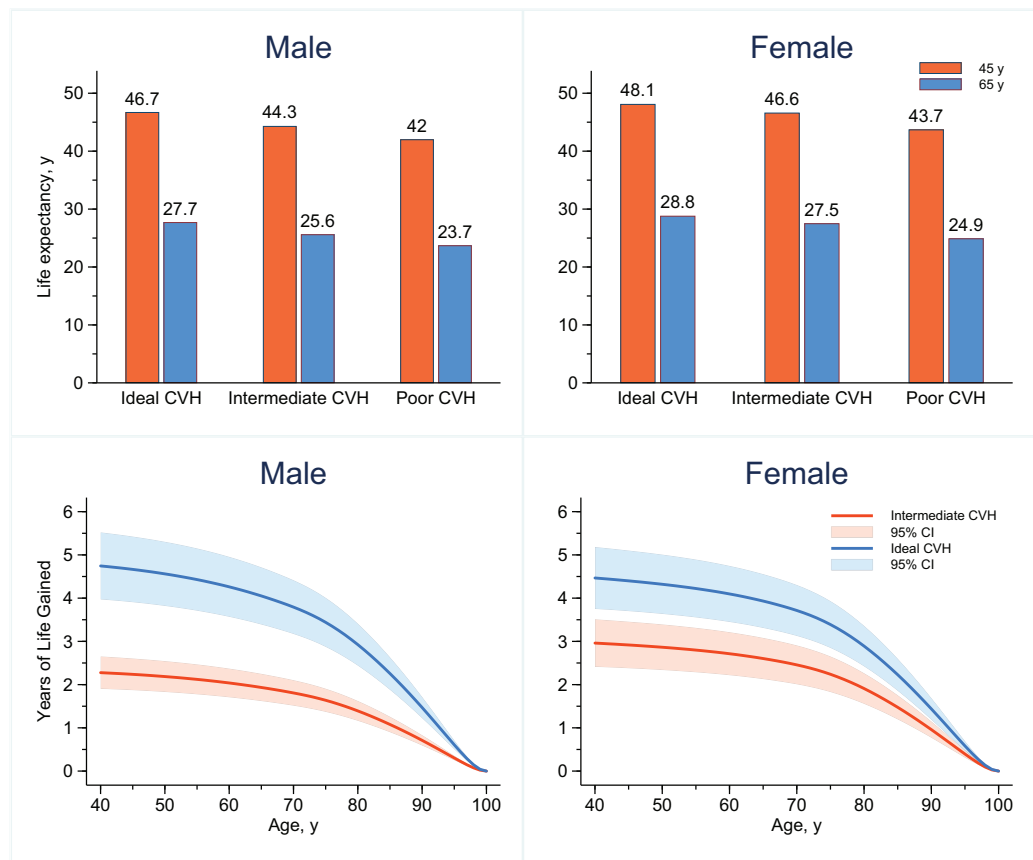 Male
Life expectancy, y
50
40
30
20
10
0
46.7
27.7
44.3
25.6
42
23.7
Ideal CVH
Intermediate CVH
Poor CVH
Female
45 y
65 y
50
40
30
20
10
0
48.1
28.8
46.6
27.5
43.7
24.9
Ideal CVH
Intermediate CVH
Poor CVH
Male
Years of Life Gained
6
5
4
3
2
1
0
40 50 60 70 80 90 100
Age, y
Female
Intermediate CVH
95% CI
Ideal CVH
95% CI
6
5
4
3
2
1
0
40 50 60 70 80 90 100
Age, y